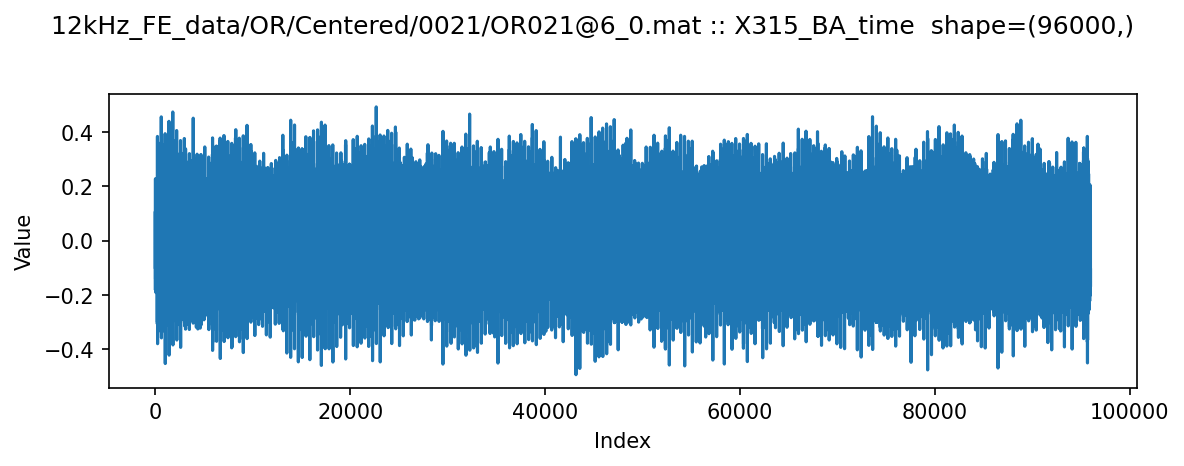 12kHz_FE_data/OR/Centered/0021/OR021@6_0.mat :: X315_BA_time  shape=(96000,)
0.4
0.2
0.0
−0.2
−0.4
Value
0 20000 40000 60000 80000 100000
Index